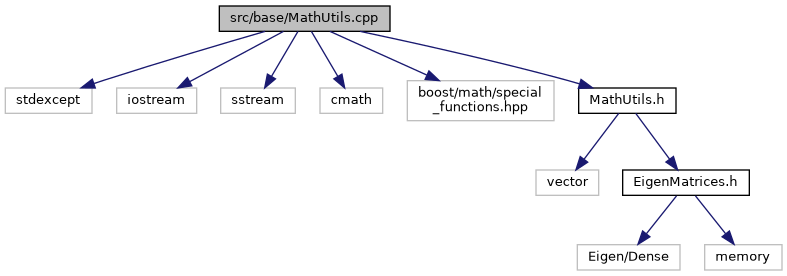 src/base/MathUtils.cpp
stdexcept
iostream
sstream
cmath
boost/math/special
_functions.hpp
MathUtils.h
vector
EigenMatrices.h
Eigen/Dense
memory